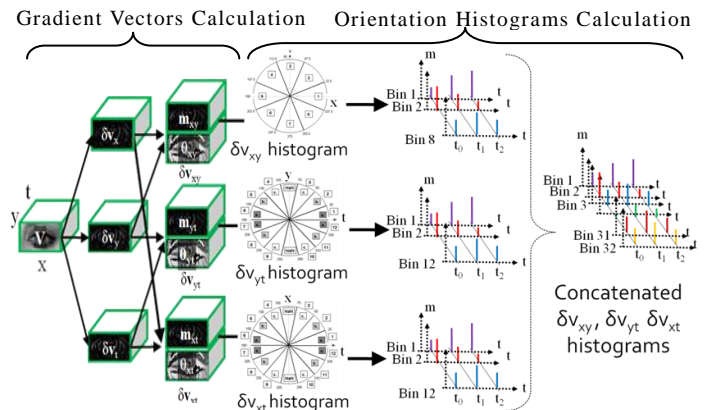 Gradient Vectors Calculation
Orientation Histograms Calculation
t
y
V
x
δvx
δvy
δvt
mxy
θxy
δvxy
myt
θyt
δvyt
mxt
θxt
δvxt
x
δvxy histogram
y
t
δvyt histogram
x
t
δvxt histogram
m
Bin 1
Bin 2
Bin 8
t0 t1 t2
t
t
m
Bin 1
Bin 2
Bin 12
t0 t1 t2
t
t
m
Bin 1
Bin 2
Bin 12
t0 t1 t2
t
t
m
Bin 1
Bin 2
Bin 3
Bin 31
Bin 32
t0 t1 t2
t
t
t
t
Concatenated
δvxy, δvyt δvxt
histograms